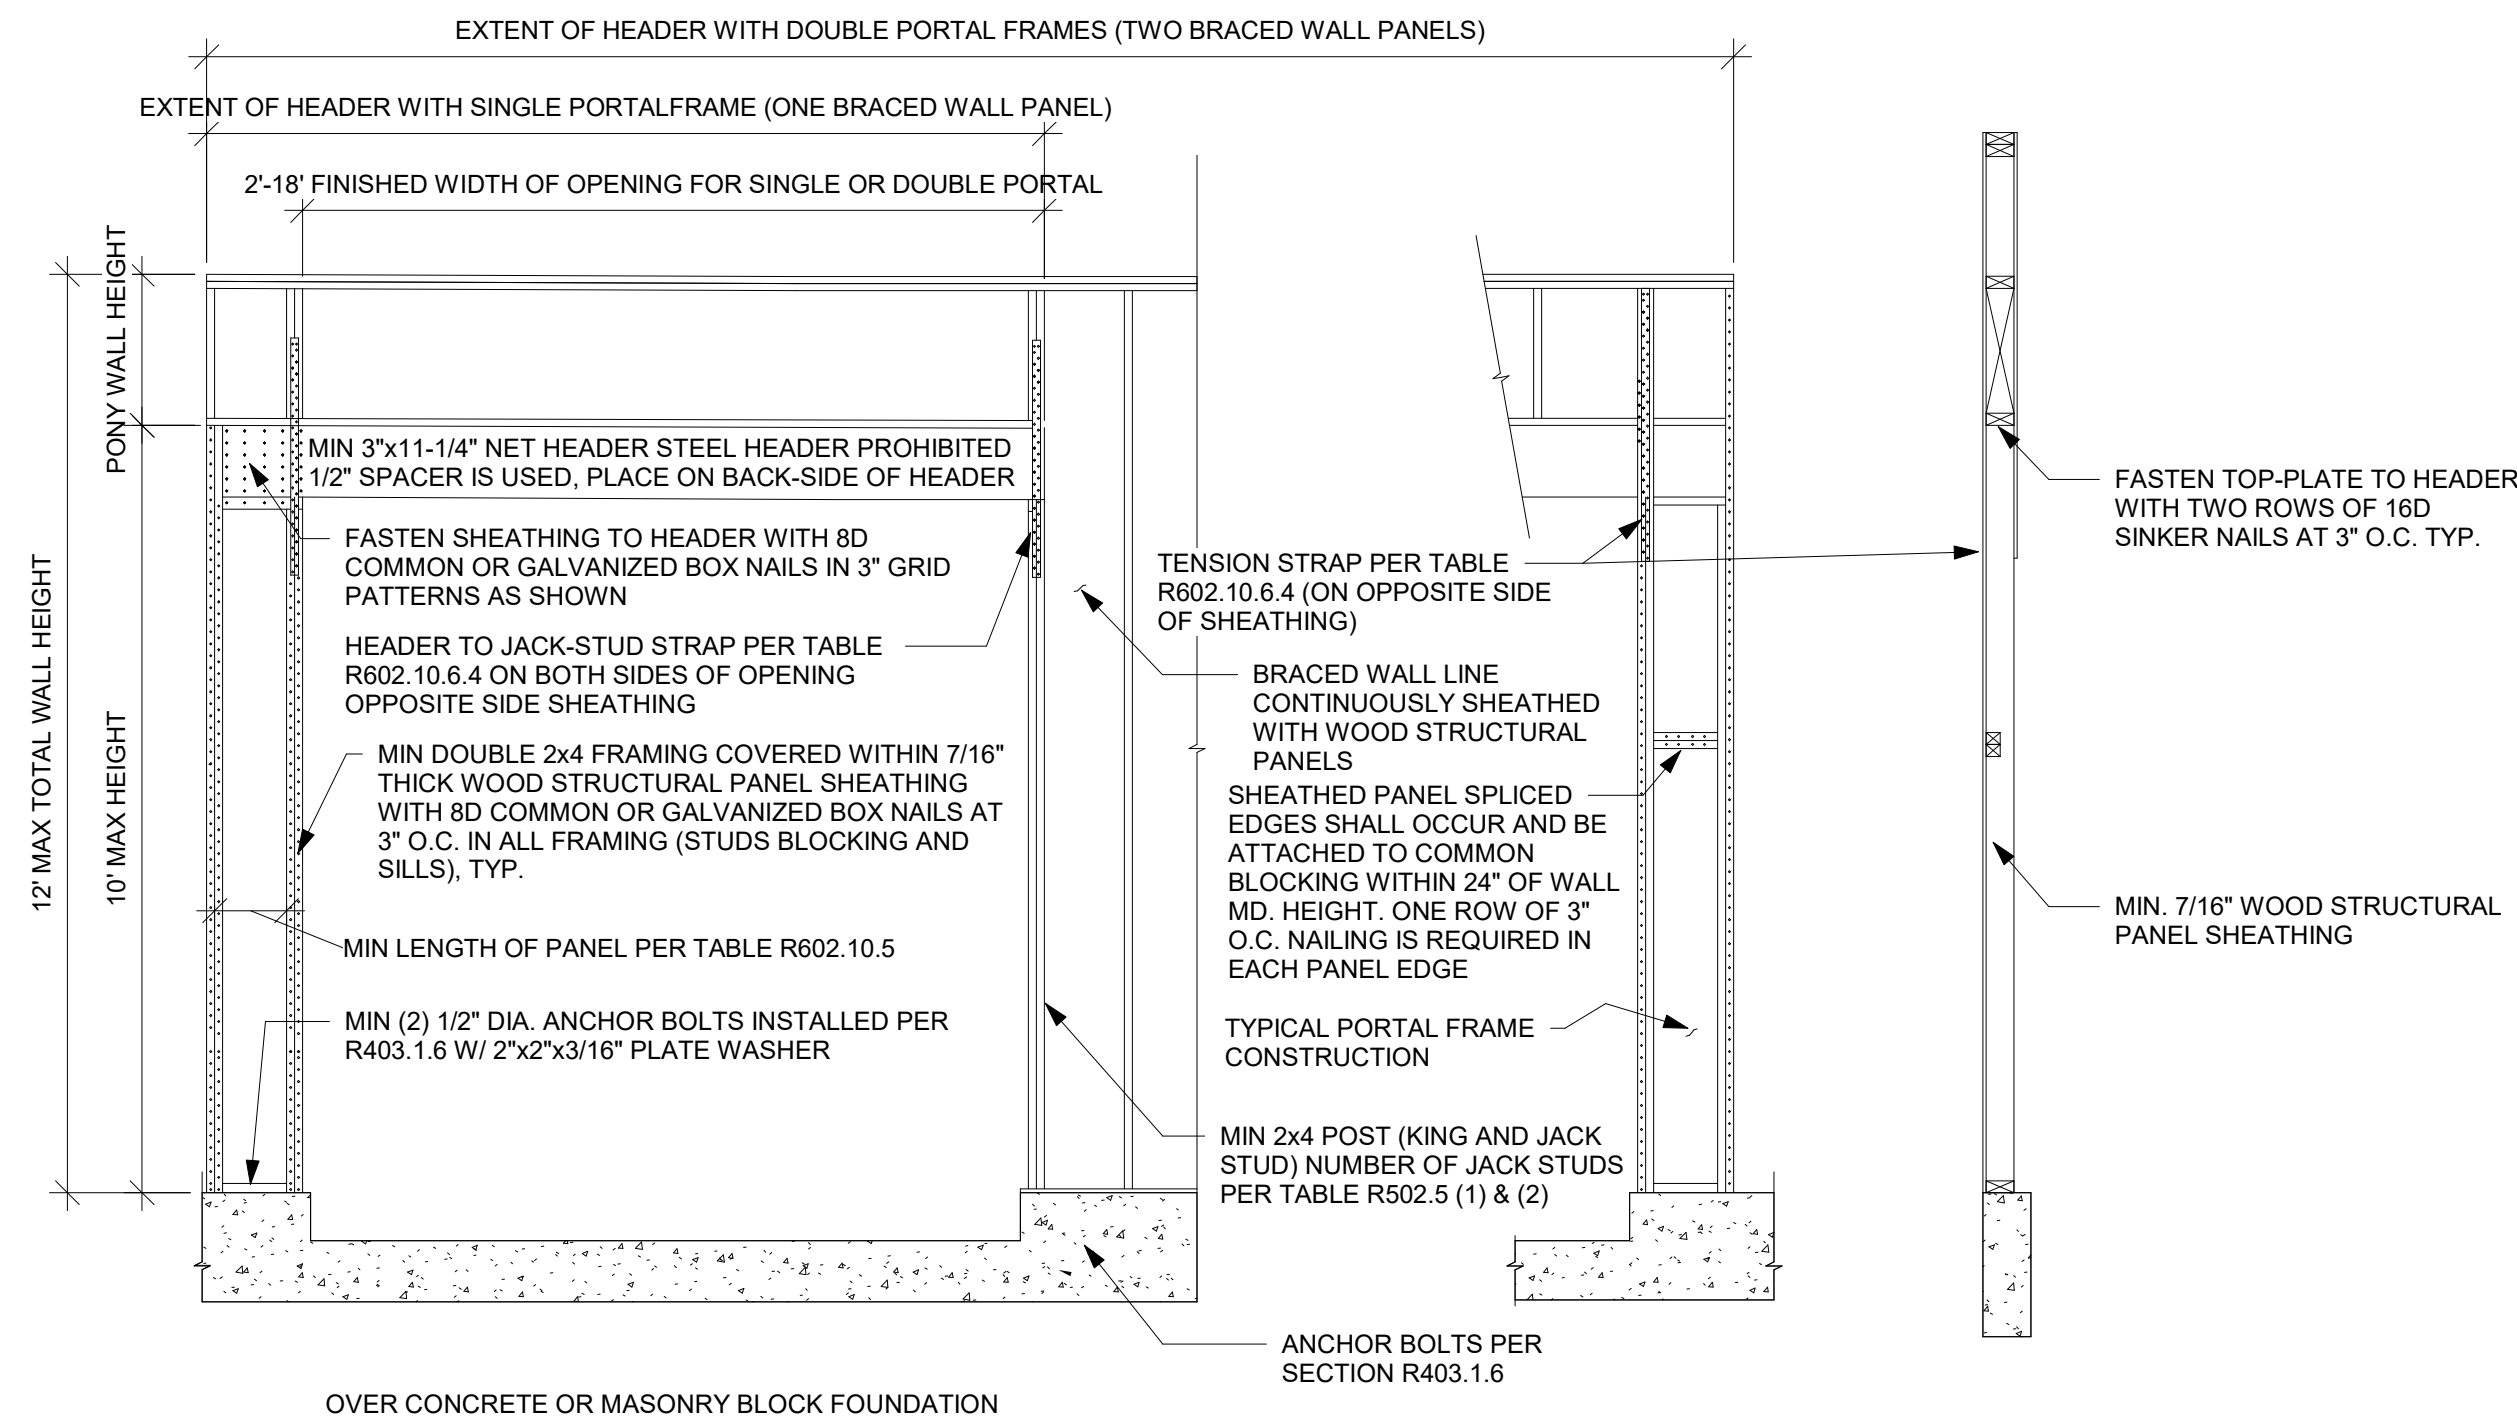 EXTENT OF HEADER WITH DOUBLE PORTAL FRAMES (TWO BRACED WALL PANELS)
EXTENT OF HEADER WITH SINGLE PORTALFRAME (ONE BRACED WALL PANEL)
2'-18' FINISHED WIDTH OF OPENING FOR SINGLE OR DOUBLE PORTAL
PONY WALL HEIGHT
12' MAX TOTAL WALL HEIGHT
10' MAX HEIGHT
MIN 3"x11-1/4" NET HEADER STEEL HEADER PROHIBITED
1/2" SPACER IS USED, PLACE ON BACK-SIDE OF HEADER
FASTEN SHEATHING TO HEADER WITH 8D
COMMON OR GALVANIZED BOX NAILS IN 3" GRID
PATTERNS AS SHOWN
HEADER TO JACK-STUD STRAP PER TABLE
R602.10.6.4 ON BOTH SIDES OF OPENING
OPPOSITE SIDE SHEATHING
MIN DOUBLE 2x4 FRAMING COVERED WITHIN 7/16"
THICK WOOD STRUCTURAL PANEL SHEATHING
WITH 8D COMMON OR GALVANIZED BOX NAILS AT
3" O.C. IN ALL FRAMING (STUDS BLOCKING AND
SILLS), TYP.
MIN LENGTH OF PANEL PER TABLE R602.10.5
MIN (2) 1/2" DIA. ANCHOR BOLTS INSTALLED PER
R403.1.6 W/ 2"x2"x3/16" PLATE WASHER
TENSION STRAP PER TABLE
R602.10.6.4 (ON OPPOSITE SIDE
OF SHEATHING)
BRACED WALL LINE
CONTINUOUSLY SHEATHED
WITH WOOD STRUCTURAL
PANELS
SHEATHED PANEL SPLICED
EDGES SHALL OCCUR AND BE
ATTACHED TO COMMON
BLOCKING WITHIN 24" OF WALL
MD. HEIGHT. ONE ROW OF 3"
O.C. NAILING IS REQUIRED IN
EACH PANEL EDGE
TYPICAL PORTAL FRAME
CONSTRUCTION
MIN 2x4 POST (KING AND JACK
STUD) NUMBER OF JACK STUDS
PER TABLE R502.5 (1) & (2)
ANCHOR BOLTS PER
SECTION R403.1.6
FASTEN TOP-PLATE TO HEADER
WITH TWO ROWS OF 16D
SINKER NAILS AT 3" O.C. TYP.
MIN. 7/16" WOOD STRUCTURAL
PANEL SHEATHING
OVER CONCRETE OR MASONRY BLOCK FOUNDATION